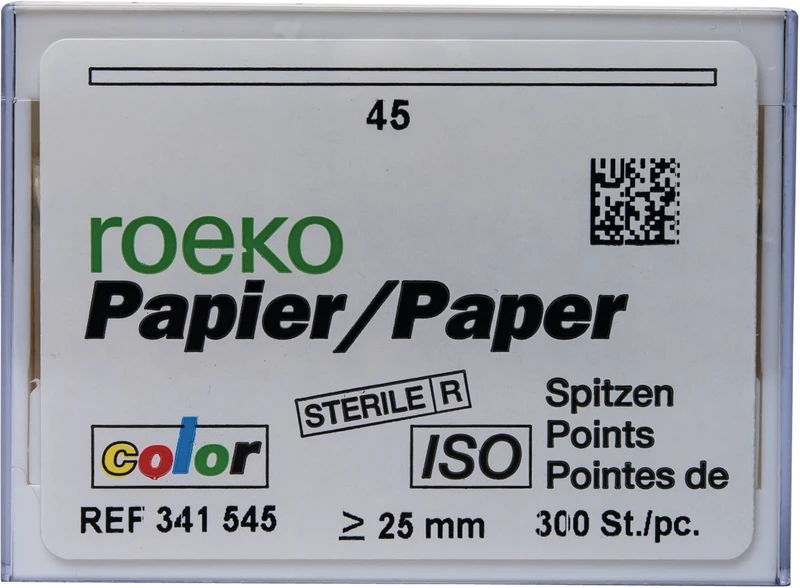 45
roeko
Papier/Paper
STERILE R
Spitzen
Points
Pointes de
color
ISO
REF 341 545
≥ 25 mm
300 St./pc.